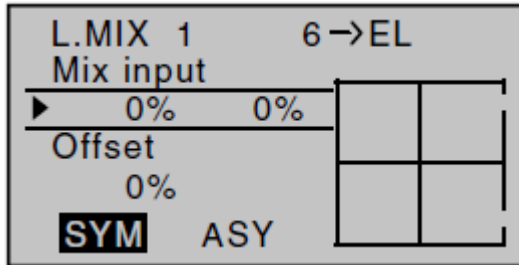 L.MIX 1 6→EL
Mix input
▶ 0% 0%
Offset
0%
SYM ASY